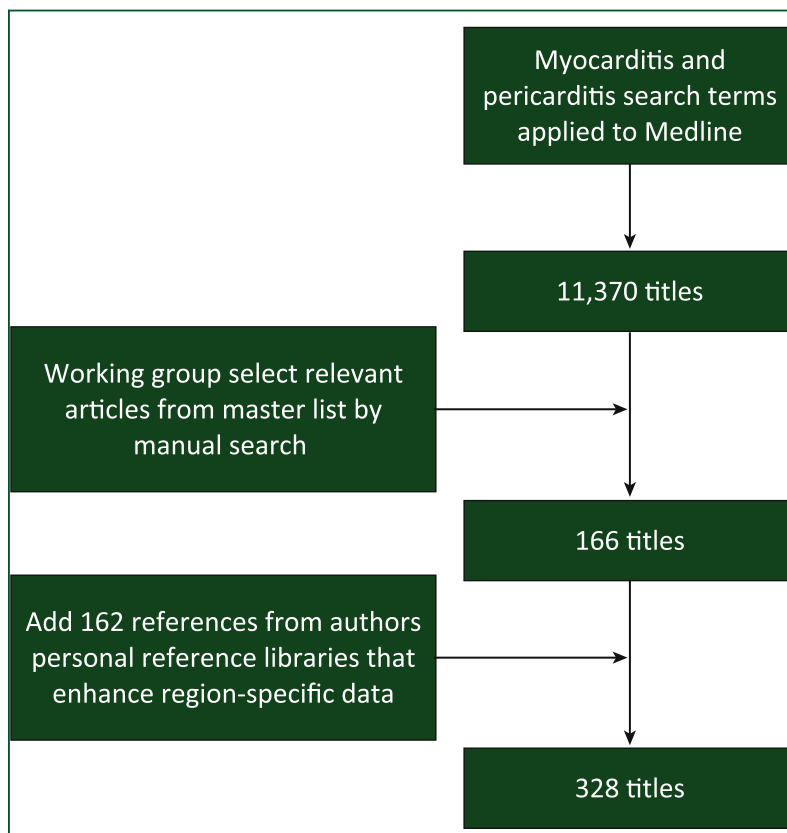 Myocarditis and
pericarditis search terms
applied to Medline
11,370 titles
Working group select relevant
articles from master list by
manual search
166 titles
Add 162 references from authors
personal reference libraries that
enhance region-specific data
328 titles